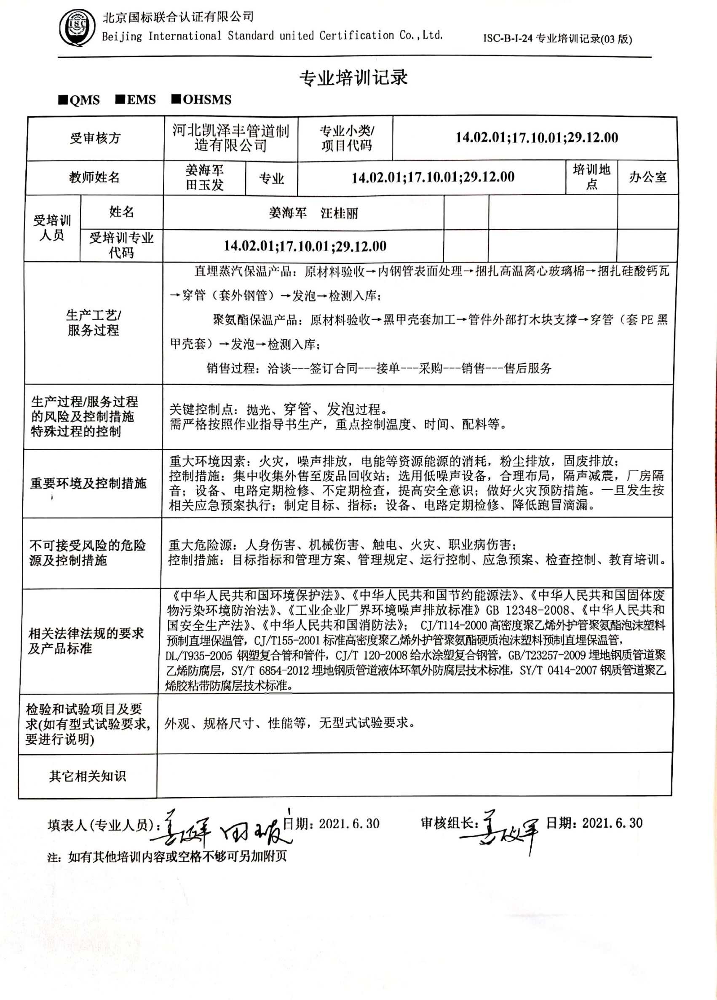 北京国标联合认证有限公司
Beijing International Standard united Certification Co.,Ltd.
ISC-B-I-24 专业培训记录(03 版)
ISC
专业培训记录
■QMS ■EMS ■OHSMS
受审核方
河北凯泽丰管道制
造有限公司
专业小类/
项目代码
14.02.01;17.10.01;29.12.00
教师姓名
姜海军
田玉发
专业
14.02.01;17.10.01;29.12.00
培训地
点
办公室
受培训
人员
姓名
姜海军 汪桂丽
受培训专业
代码
14.02.01;17.10.01;29.12.00
生产工艺/
服务过程
直埋蒸汽保温产品：原材料验收→内钢管表面处理→捆扎高温离心玻璃棉→捆扎硅酸钙瓦
→穿管（套外钢管）→发泡→检测入库；
聚氨酯保温产品：原材料验收→黑甲壳套加工→管件外部打木块支撑→穿管（套 PE 黑
甲壳套）→发泡→检测入库；
销售过程：洽谈---签订合同---接单---采购---销售---售后服务
生产过程/服务过程
的风险及控制措施
特殊过程的控制
关键控制点：抛光、穿管、发泡过程。
需严格按照作业指导书生产，重点控制温度、时间、配料等。
重要环境及控制措施
重大环境因素：火灾，噪声排放，电能等资源能源的消耗，粉尘排放，固废排放；
控制措施：集中收集外售至废品回收站；选用低噪声设备，合理布局，隔声减震，厂房隔
音；设备、电路定期检修、不定期检查，提高安全意识；做好火灾预防措施。一旦发生按
相关应急预案执行；制定目标、指标；设备、电路定期检修、降低跑冒滴漏。
不可接受风险的危险
源及控制措施
重大危险源：人身伤害、机械伤害、触电、火灾、职业病伤害；
控制措施：目标指标和管理方案、管理规定、运行控制、应急预案、检查控制、教育培训。
相关法律法规的要求
及产品标准
《中华人民共和国环境保护法》、《中华人民共和国节约能源法》、《中华人民共和国固体废
物污染环境防治法》、《工业企业厂界环境噪声排放标准》GB 12348-2008、《中华人民共和
国安全生产法》、《中华人民共和国消防法》； CJ/T114-2000 高密度聚乙烯外护管聚氨酯泡沫塑料
预制直埋保温管，CJ/T155-2001 标准高密度聚乙烯外护管聚氨酯硬质泡沫塑料预制直埋保温管，
DL/T935-2005 钢塑复合管和管件，CJ/T 120-2008 给水涂塑复合钢管，GB/T23257-2009 埋地钢质管道聚
乙烯防腐层，SY/T 6854-2012 埋地钢质管道液体环氧外防腐层技术标准，SY/T 0414-2007 钢质管道聚乙
烯胶粘带防腐层技术标准。
检验和试验项目及要
求(如有型式试验要求,
要进行说明)
外观、规格尺寸、性能等，无型式试验要求。
其它相关知识
填表人(专业人员)：姜海军 田玉发 日期：2021.6.30 审核组长：姜海军 日期：2021.6.30
注：如有其他培训内容或空格不够可另加附页